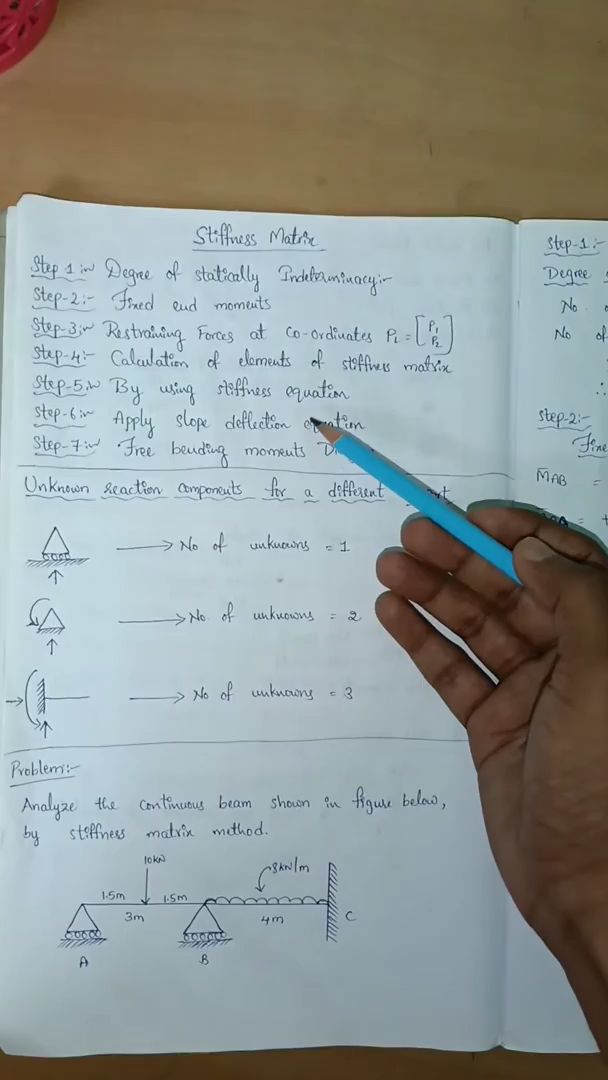 Stiffness Matrix
Step 1:- Degree of statically Indeterminacy:-
Step-2:- Fixed end moments
Step-3:- Restraining Forces at co-ordinates PL = [P1 P2]
Step-4:- Calculation of elements of stiffness matrix
Step-5:- By using stiffness equation
Step-6:- Apply slope deflection equation
Step-7:- Free bending moments
Unknown reaction components for a different
No of unknowns = 1
No of unknowns = 2
No of unknowns = 3
Problem:-
Analyze the continuous beam shown in figure below,
by stiffness matrix method.
10kN
8kN/m
1.5m 1.5m
3m 4m C
A B
Step-1:-
Degree
No
No of
∴
Step-2:-
Fixe
MAB =